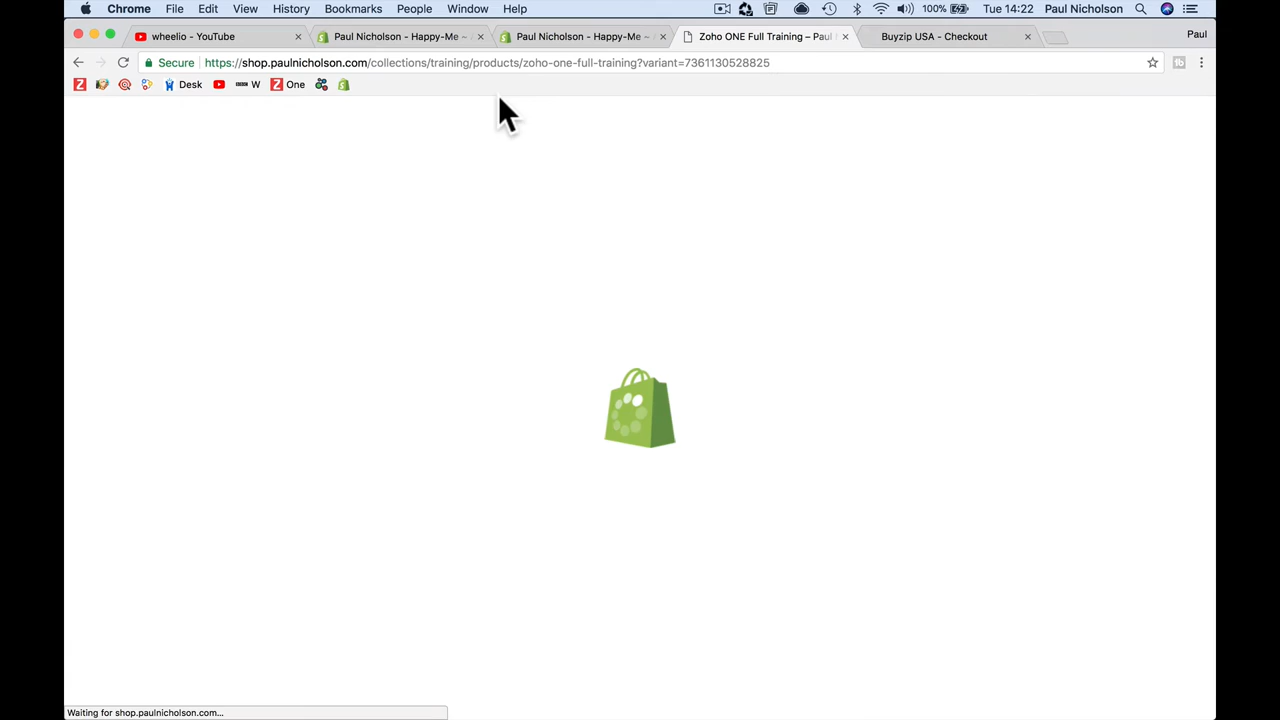 Chrome File Edit View History Bookmarks People Window Help 100% Tue 14:22 Paul Nicholson
wheelio - YouTube Paul Nicholson - Happy-Me ~ Paul Nicholson - Happy-Me ~ Zoho ONE Full Training – Paul Buyzip USA - Checkout Paul
Secure https://shop.paulnicholson.com/collections/training/products/zoho-one-full-training?variant=7361130528825
Desk W One
Waiting for shop.paulnicholson.com...